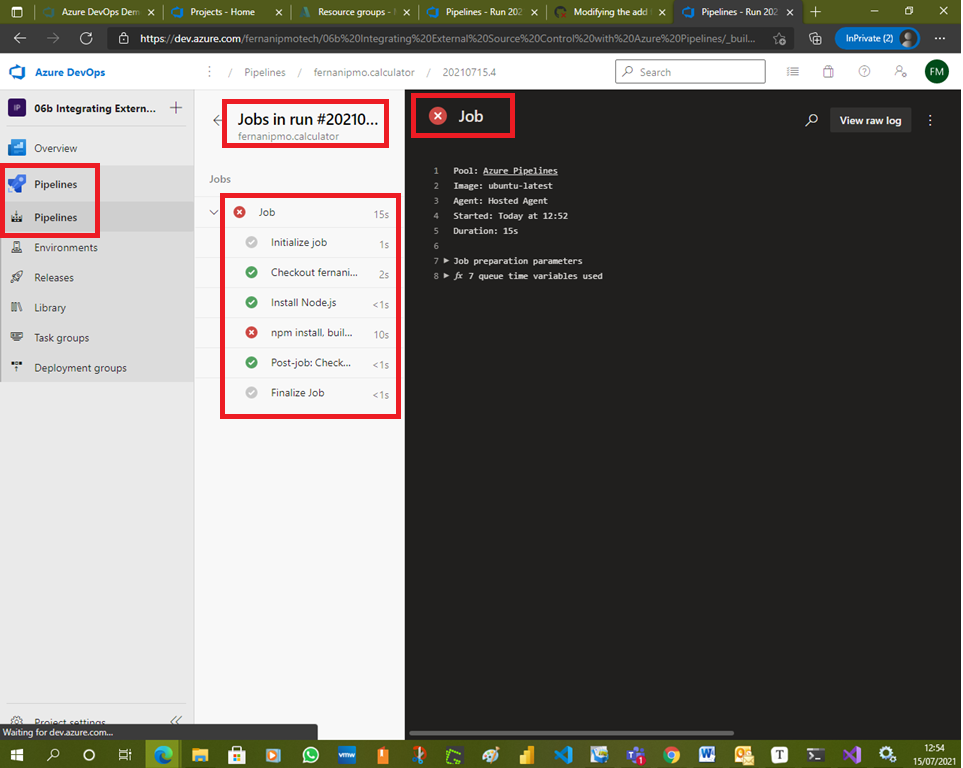 Azure DevOps Dem
Projects - Home
Resource groups -
Pipelines - Run 202
Modifying the add
Pipelines - Run 202
https://dev.azure.com/fernanipmotech/06b%20Integrating%20External%20Source%20Control%20with%20Azure%20Pipelines/_buil...
InPrivate (2)
Azure DevOps
/ Pipelines / fernanipmo.calculator / 20210715.4
Search
FM
IP
06b Integrating Extern...
Overview
Pipelines
Pipelines
Environments
Releases
Library
Task groups
Deployment groups
Project settings
Waiting for dev.azure.com...
Jobs in run #20210...
fernanipmo.calculator
Jobs
Job 15s
Initialize job 1s
Checkout fernani... 2s
Install Node.js <1s
npm install, buil... 10s
Post-job: Check... <1s
Finalize Job <1s
Job
View raw log
1 Pool: Azure Pipelines
2 Image: ubuntu-latest
3 Agent: Hosted Agent
4 Started: Today at 12:52
5 Duration: 15s
6
7 Job preparation parameters
8 fx 7 queue time variables used
12:54
15/07/2021